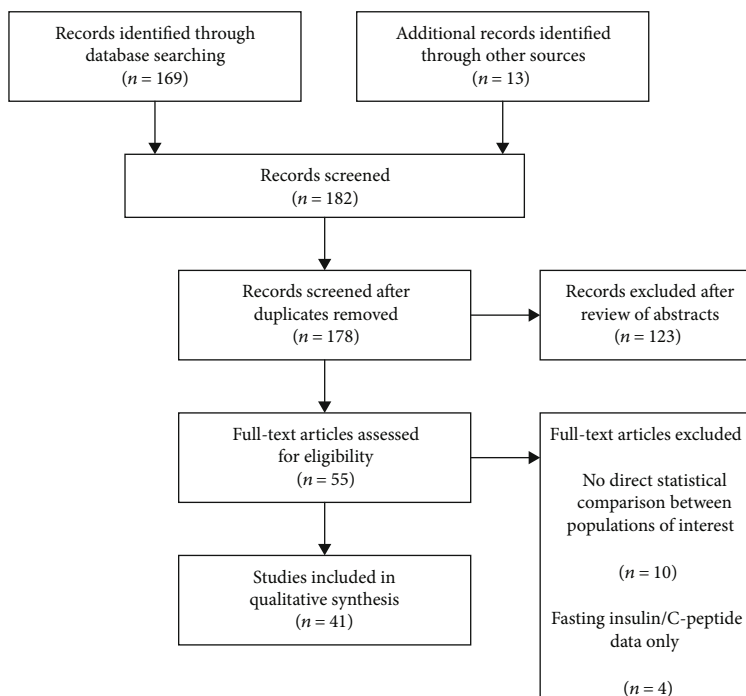 Records identified through
database searching
(n = 169)
Additional records identified
through other sources
(n = 13)
Records screened
(n = 182)
Records screened after
duplicates removed
(n = 178)
Records excluded after
review of abstracts
(n = 123)
Full-text articles assessed
for eligibility
(n = 55)
Full-text articles excluded
No direct statistical
comparison between
populations of interest
(n = 10)
Fasting insulin/C-peptide
data only
(n = 4)
Studies included in
qualitative synthesis
(n = 41)